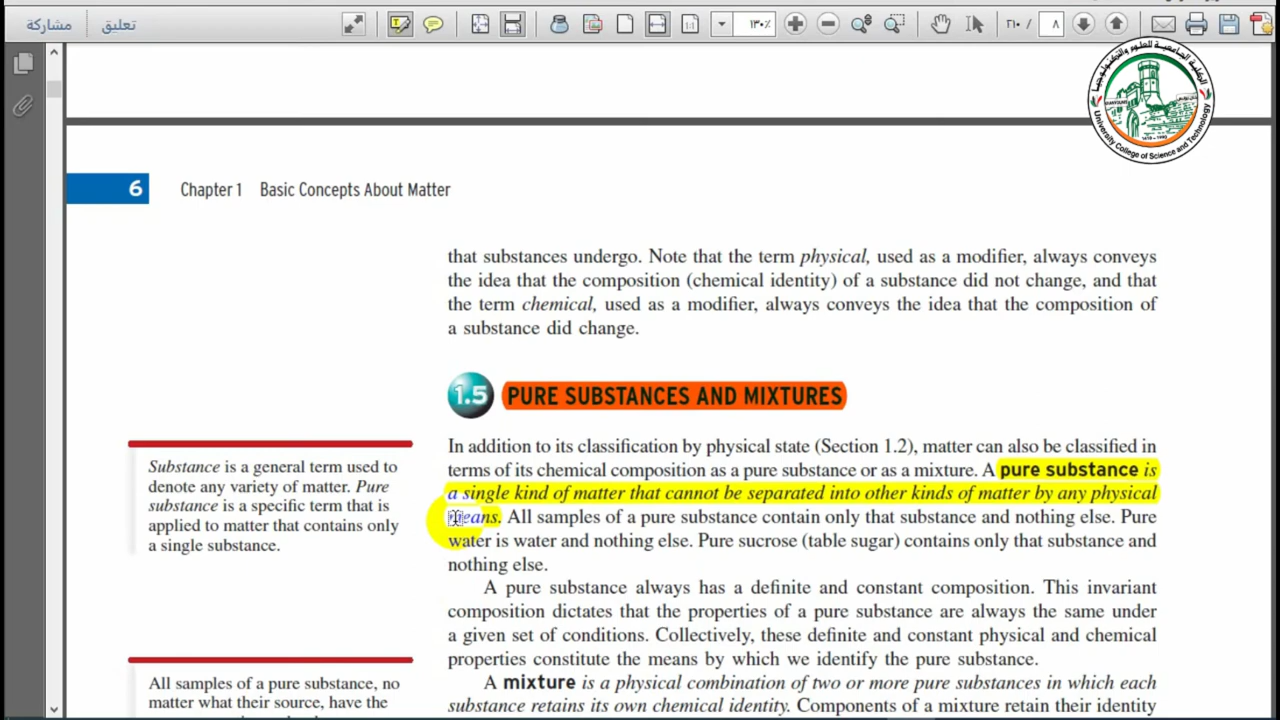 مشاركة
تعليق
١٣٠٪
٢١٠ /
٨
الكلية الجامعية للعلوم والتكنولوجيا
University College of Science and Technology
6
Chapter 1 Basic Concepts About Matter
that substances undergo. Note that the term physical, used as a modifier, always conveys
the idea that the composition (chemical identity) of a substance did not change, and that
the term chemical, used as a modifier, always conveys the idea that the composition of
a substance did change.
1.5 PURE SUBSTANCES AND MIXTURES
In addition to its classification by physical state (Section 1.2), matter can also be classified in
terms of its chemical composition as a pure substance or as a mixture. A pure substance is
a single kind of matter that cannot be separated into other kinds of matter by any physical
means. All samples of a pure substance contain only that substance and nothing else. Pure
water is water and nothing else. Pure sucrose (table sugar) contains only that substance and
nothing else.
A pure substance always has a definite and constant composition. This invariant
composition dictates that the properties of a pure substance are always the same under
a given set of conditions. Collectively, these definite and constant physical and chemical
properties constitute the means by which we identify the pure substance.
A mixture is a physical combination of two or more pure substances in which each
substance retains its own chemical identity. Components of a mixture retain their identity
Substance is a general term used to
denote any variety of matter. Pure
substance is a specific term that is
applied to matter that contains only
a single substance.
All samples of a pure substance, no
matter what their source, have the